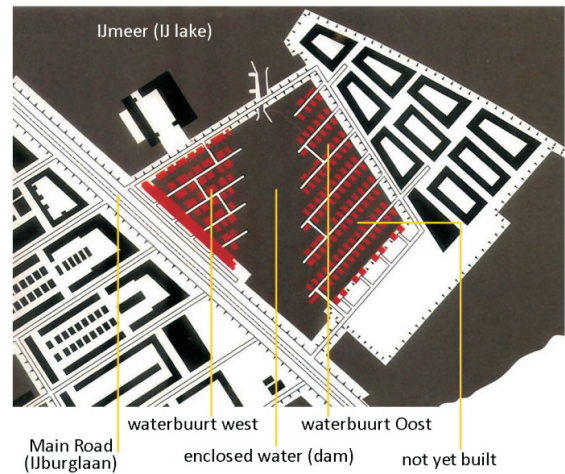 IJmeer (IJ lake)
waterbuurt west
waterbuurt Oost
Main Road
(IJburglaan)
enclosed water (dam)
not yet built